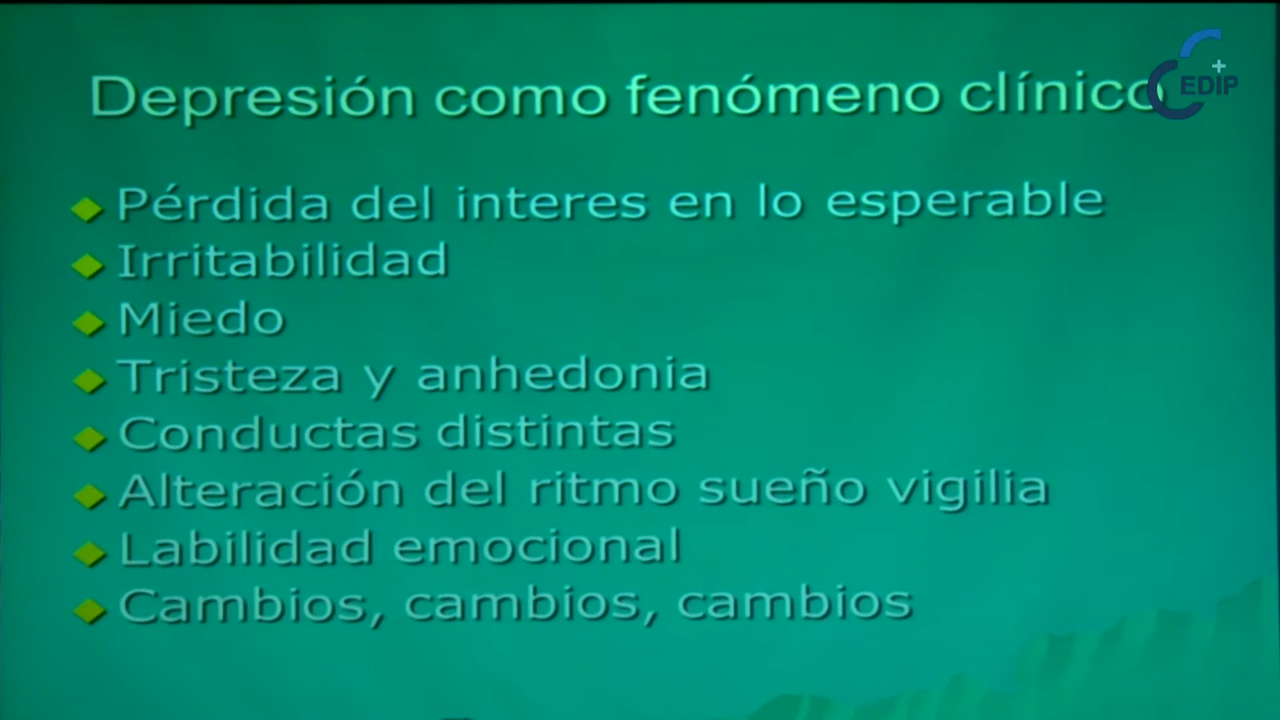 Depresión como fenómeno clínico
EDIP
Pérdida del interes en lo esperable
Irritabilidad
Miedo
Tristeza y anhedonia
Conductas distintas
Alteración del ritmo sueño vigilia
Labilidad emocional
Cambios, cambios, cambios